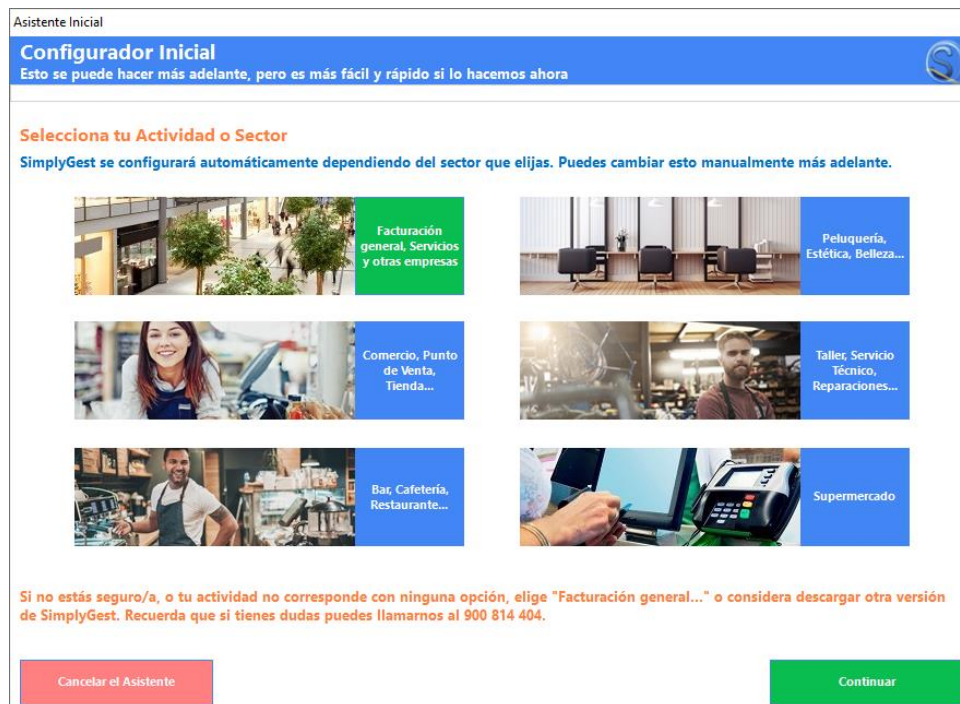 Asistente Inicial
Configurador Inicial
Esto se puede hacer más adelante, pero es más fácil y rápido si lo hacemos ahora
Selecciona tu Actividad o Sector
SimplyGest se configurará automáticamente dependiendo del sector que elijas. Puedes cambiar esto manualmente más adelante.
Facturación
general, Servicios
y otras empresas
Peluquería,
Estética, Belleza...
Comercio, Punto
de Venta,
Tienda...
Taller, Servicio
Técnico,
Reparaciones...
Bar, Cafetería,
Restaurante...
Supermercado
Si no estás seguro/a, o tu actividad no corresponde con ninguna opción, elige "Facturación general..." o considera descargar otra versión
de SimplyGest. Recuerda que si tienes dudas puedes llamarnos al 900 814 404.
Cancelar el Asistente
Continuar